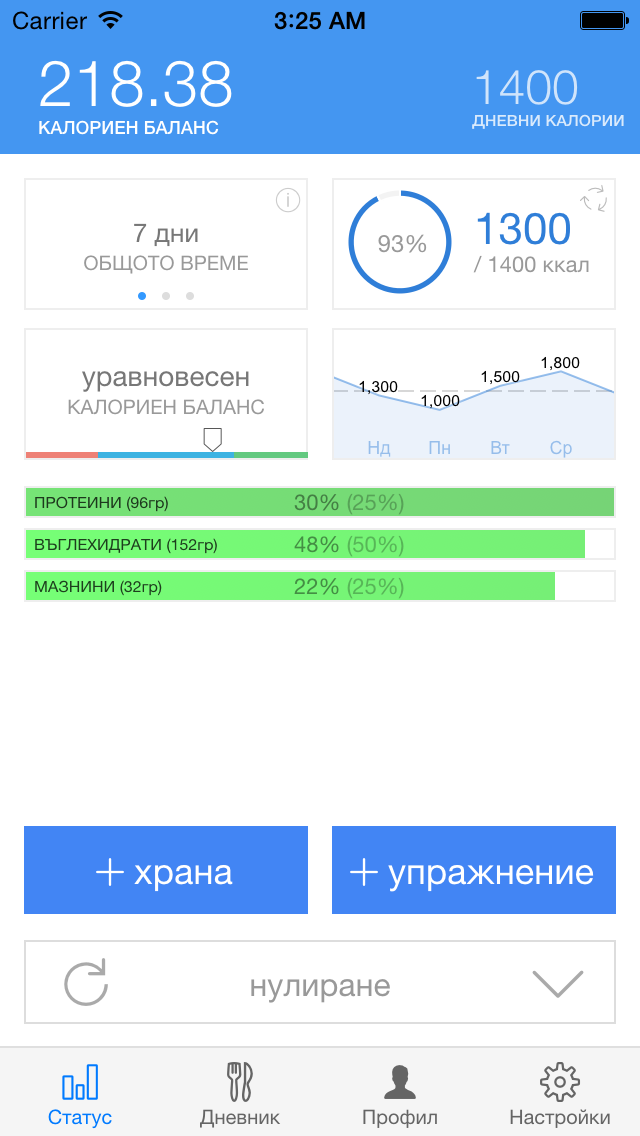 Carrier 3:25 AM
218.38 1400
КАЛОРИЕН БАЛАНС ДНЕВНИ КАЛОРИИ
7 дни
ОБЩОТО ВРЕМЕ
93% 1300
/ 1400 ккал
уравновесен
КАЛОРИЕН БАЛАНС
1,300 1,000 1,500 1,800
Нд Пн Вт Ср
ПРОТЕИНИ (96гр) 30% (25%)
ВЪГЛЕХИДРАТИ (152гр) 48% (50%)
МАЗНИНИ (32гр) 22% (25%)
+ храна + упражнение
нулиране
Статус Дневник Профил Настройки